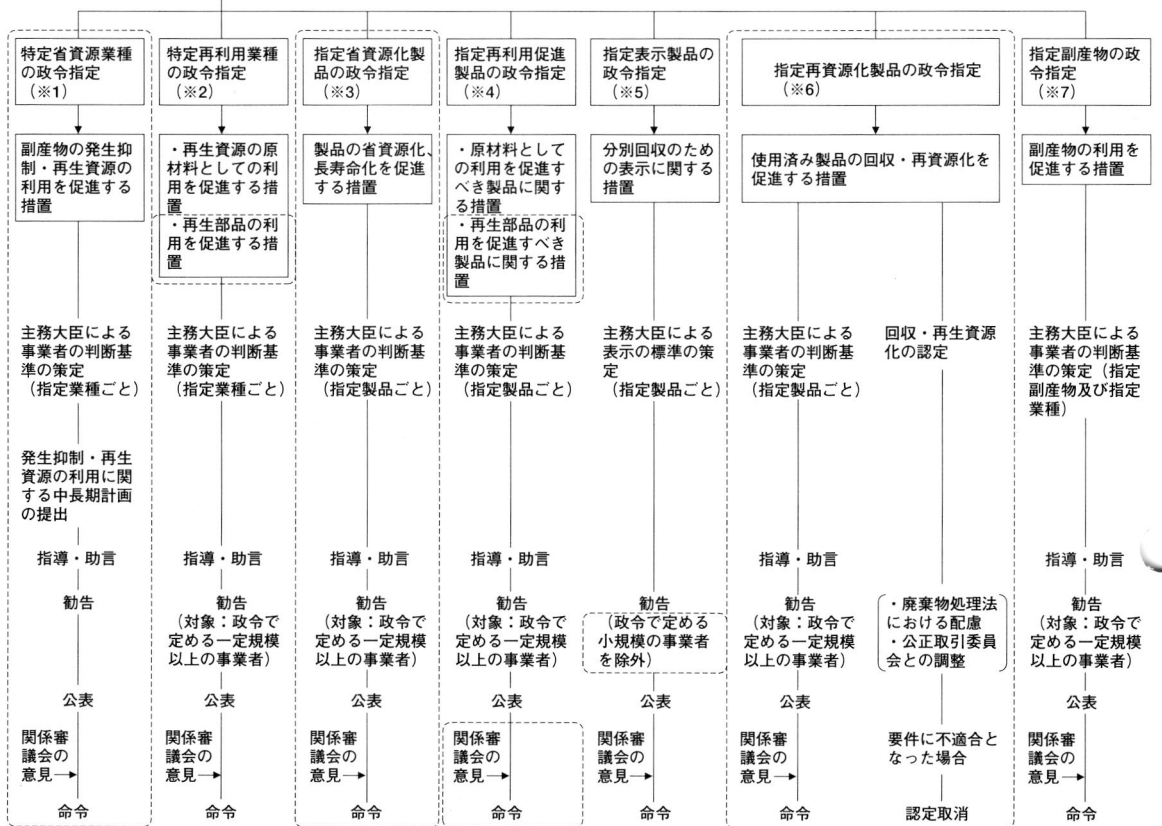 特定省資源業種
の政令指定
(※1)
特定再利用業種
の政令指定
(※2)
指定省資源化製
品の政令指定
(※3)
指定再利用促進
製品の政令指定
(※4)
指定表示製品の
政令指定
(※5)
指定再資源化製品の政令指定
(※6)
指定副産物の政
令指定
(※7)
副産物の発生抑
制・再生資源の
利用を促進する
措置
・再生資源の原
材料としての利
用を促進する措
置
・再生部品の利
用を促進する措
置
製品の省資源化、
長寿命化を促進
する措置
・原材料として
の利用を促進す
べき製品に関す
る措置
・再生部品の利
用を促進すべき
製品に関する措
置
分別回収のため
の表示に関する
措置
使用済み製品の回収・再資源化を
促進する措置
副産物の利用を
促進する措置
主務大臣による
事業者の判断基
準の策定
(指定業種ごと)
主務大臣による
事業者の判断基
準の策定
(指定業種ごと)
主務大臣による
事業者の判断基
準の策定
(指定製品ごと)
主務大臣による
事業者の判断基
準の策定
(指定製品ごと)
主務大臣による
表示の標準の策
定
(指定製品ごと)
主務大臣による
事業者の判断基
準の策定
(指定製品ごと)
回収・再生資源
化の認定
主務大臣による
事業者の判断基
準の策定(指定
副産物及び指定
業種)
発生抑制・再生
資源の利用に関
する中長期計画
の提出
指導・助言
指導・助言
指導・助言
指導・助言
指導・助言
指導・助言
勧告
勧告
(対象:政令で
定める一定規模
以上の事業者)
勧告
(対象:政令で
定める一定規模
以上の事業者)
勧告
(対象:政令で
定める一定規模
以上の事業者)
勧告
(政令で定める
小規模の事業者
を除外)
勧告
(対象:政令で
定める一定規模
以上の事業者)
・廃棄物処理法
における配慮
・公正取引委員
会との調整
勧告
(対象:政令で
定める一定規模
以上の事業者)
公表
公表
公表
公表
公表
公表
公表
関係審
議会の
意見
関係審
議会の
意見
関係審
議会の
意見
関係審
議会の
意見
関係審
議会の
意見
関係審
議会の
意見
要件に不適合と
なった場合
関係審
議会の
意見
命令
命令
命令
命令
命令
命令
認定取消
命令